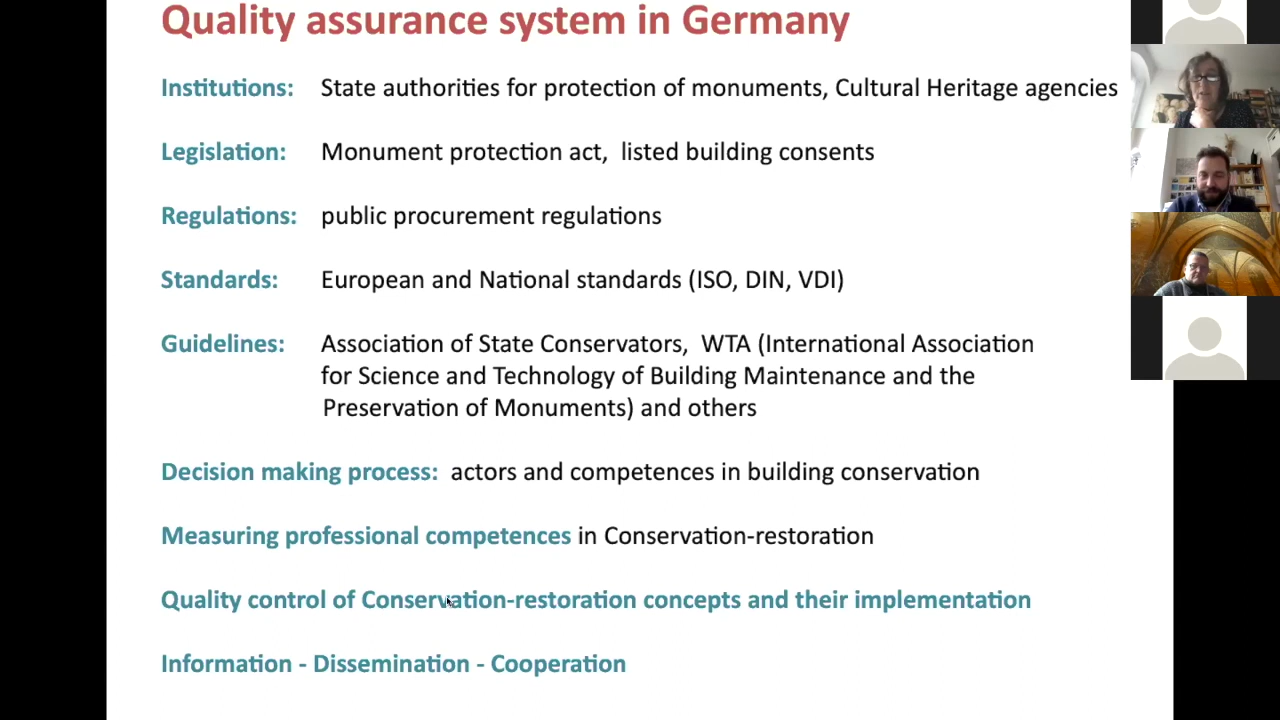 Quality assurance system in Germany
Institutions: State authorities for protection of monuments, Cultural Heritage agencies
Legislation: Monument protection act, listed building consents
Regulations: public procurement regulations
Standards: European and National standards (ISO, DIN, VDI)
Guidelines: Association of State Conservators, WTA (International Association
for Science and Technology of Building Maintenance and the
Preservation of Monuments) and others
Decision making process: actors and competences in building conservation
Measuring professional competences in Conservation-restoration
Quality control of Conservation-restoration concepts and their implementation
Information - Dissemination - Cooperation